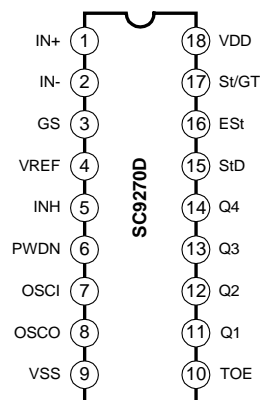 IN+ 1 18 VDD
IN- 2 17 St/GT
GS 3 16 ESt
VREF 4 15 StD
INH 5 14 Q4
PWDN 6 13 Q3
OSCI 7 12 Q2
OSCO 8 11 Q1
VSS 9 10 TOE
SC9270D